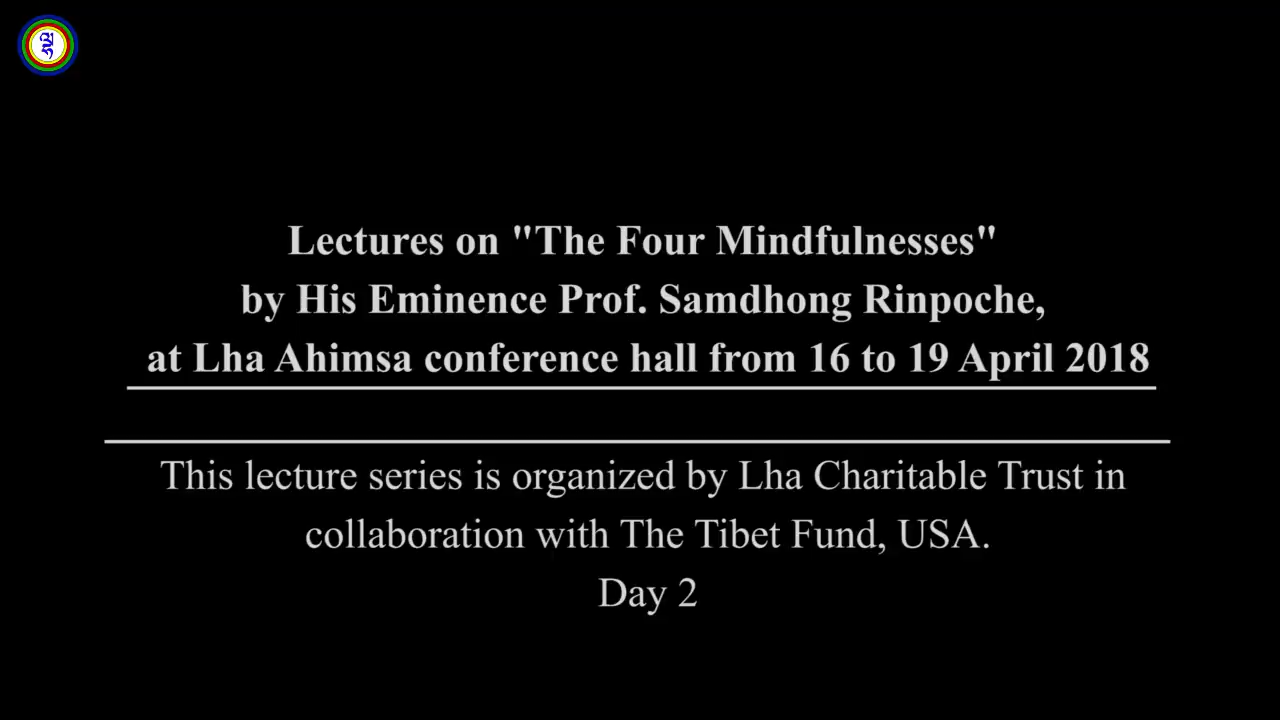 ལྷ
Lectures on "The Four Mindfulnesses"
by His Eminence Prof. Samdhong Rinpoche,
at Lha Ahimsa conference hall from 16 to 19 April 2018
This lecture series is organized by Lha Charitable Trust in
collaboration with The Tibet Fund, USA.
Day 2